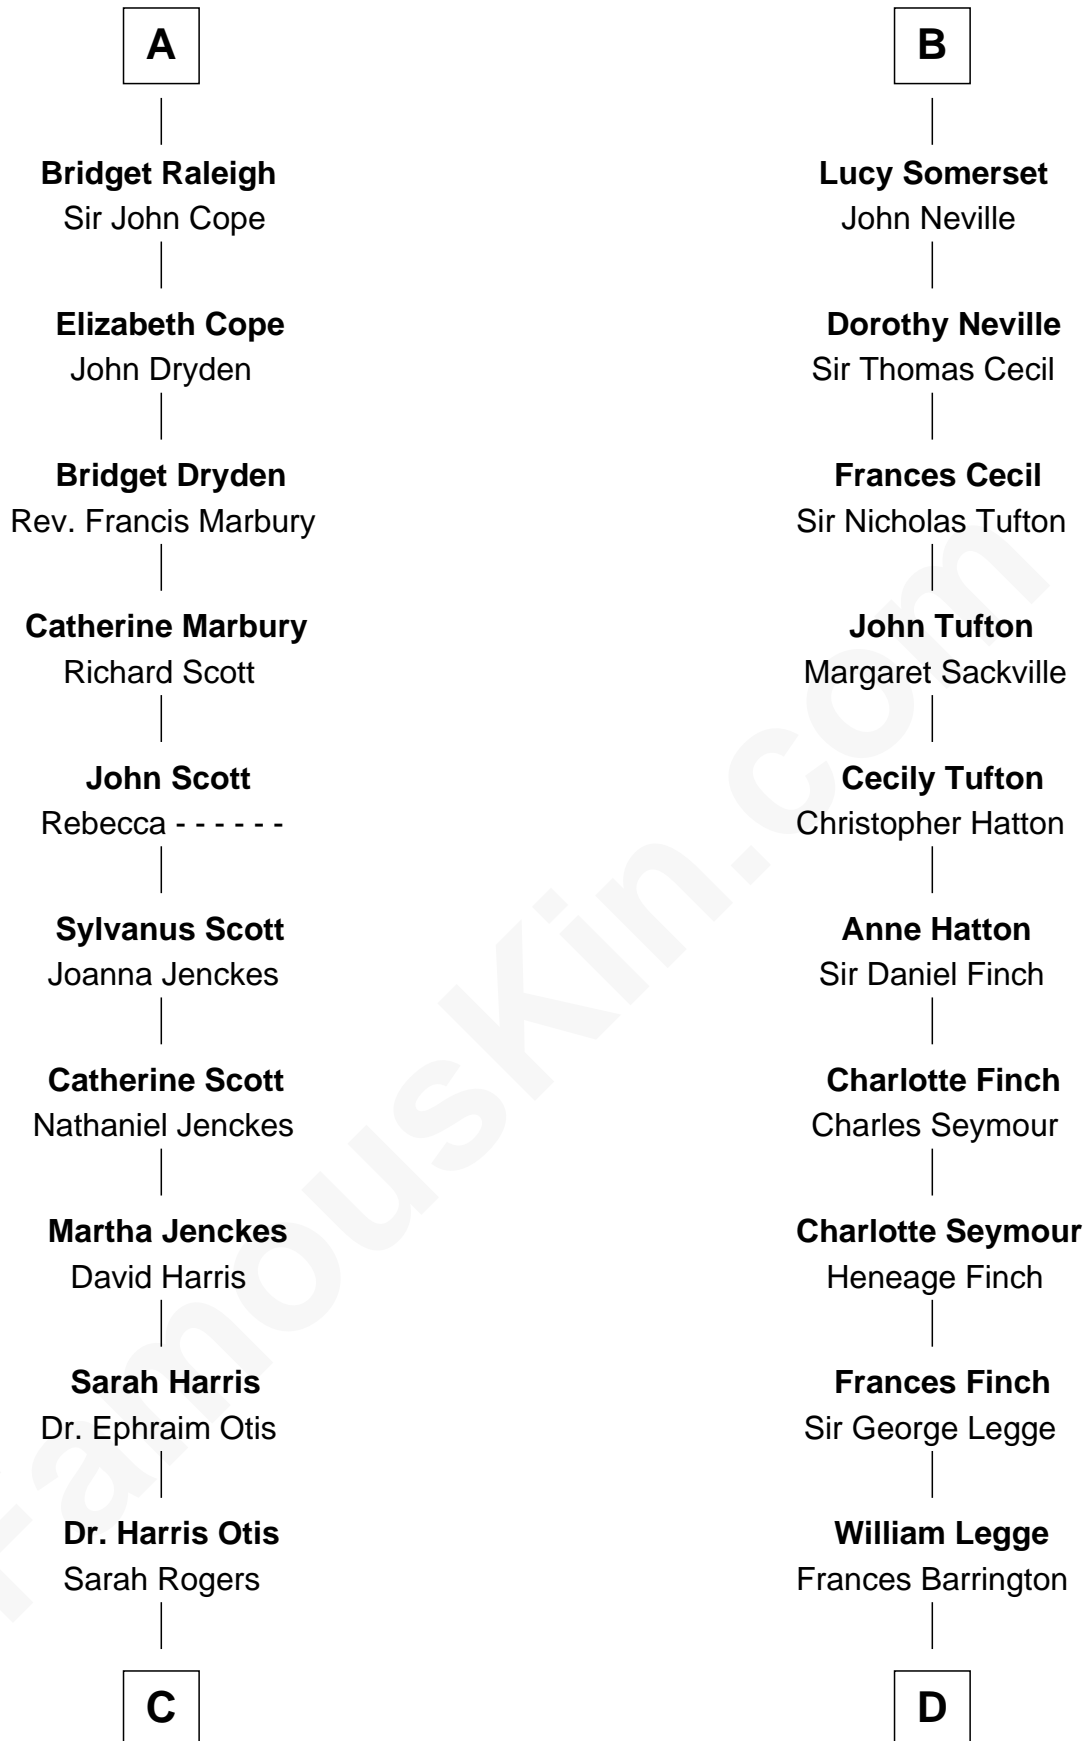 A
Bridget Raleigh
Sir John Cope
Elizabeth Cope
John Dryden
Bridget Dryden
Rev. Francis Marbury
Catherine Marbury
Richard Scott
John Scott
Rebecca - - - - - -
Sylvanus Scott
Joanna Jenckes
Catherine Scott
Nathaniel Jenckes
Martha Jenckes
David Harris
Sarah Harris
Dr. Ephraim Otis
Dr. Harris Otis
Sarah Rogers
C
B
Lucy Somerset
John Neville
Dorothy Neville
Sir Thomas Cecil
Frances Cecil
Sir Nicholas Tufton
John Tufton
Margaret Sackville
Cecily Tufton
Christopher Hatton
Anne Hatton
Sir Daniel Finch
Charlotte Finch
Charles Seymour
Charlotte Seymour
Heneage Finch
Frances Finch
Sir George Legge
William Legge
Frances Barrington
D
FamousKin.com